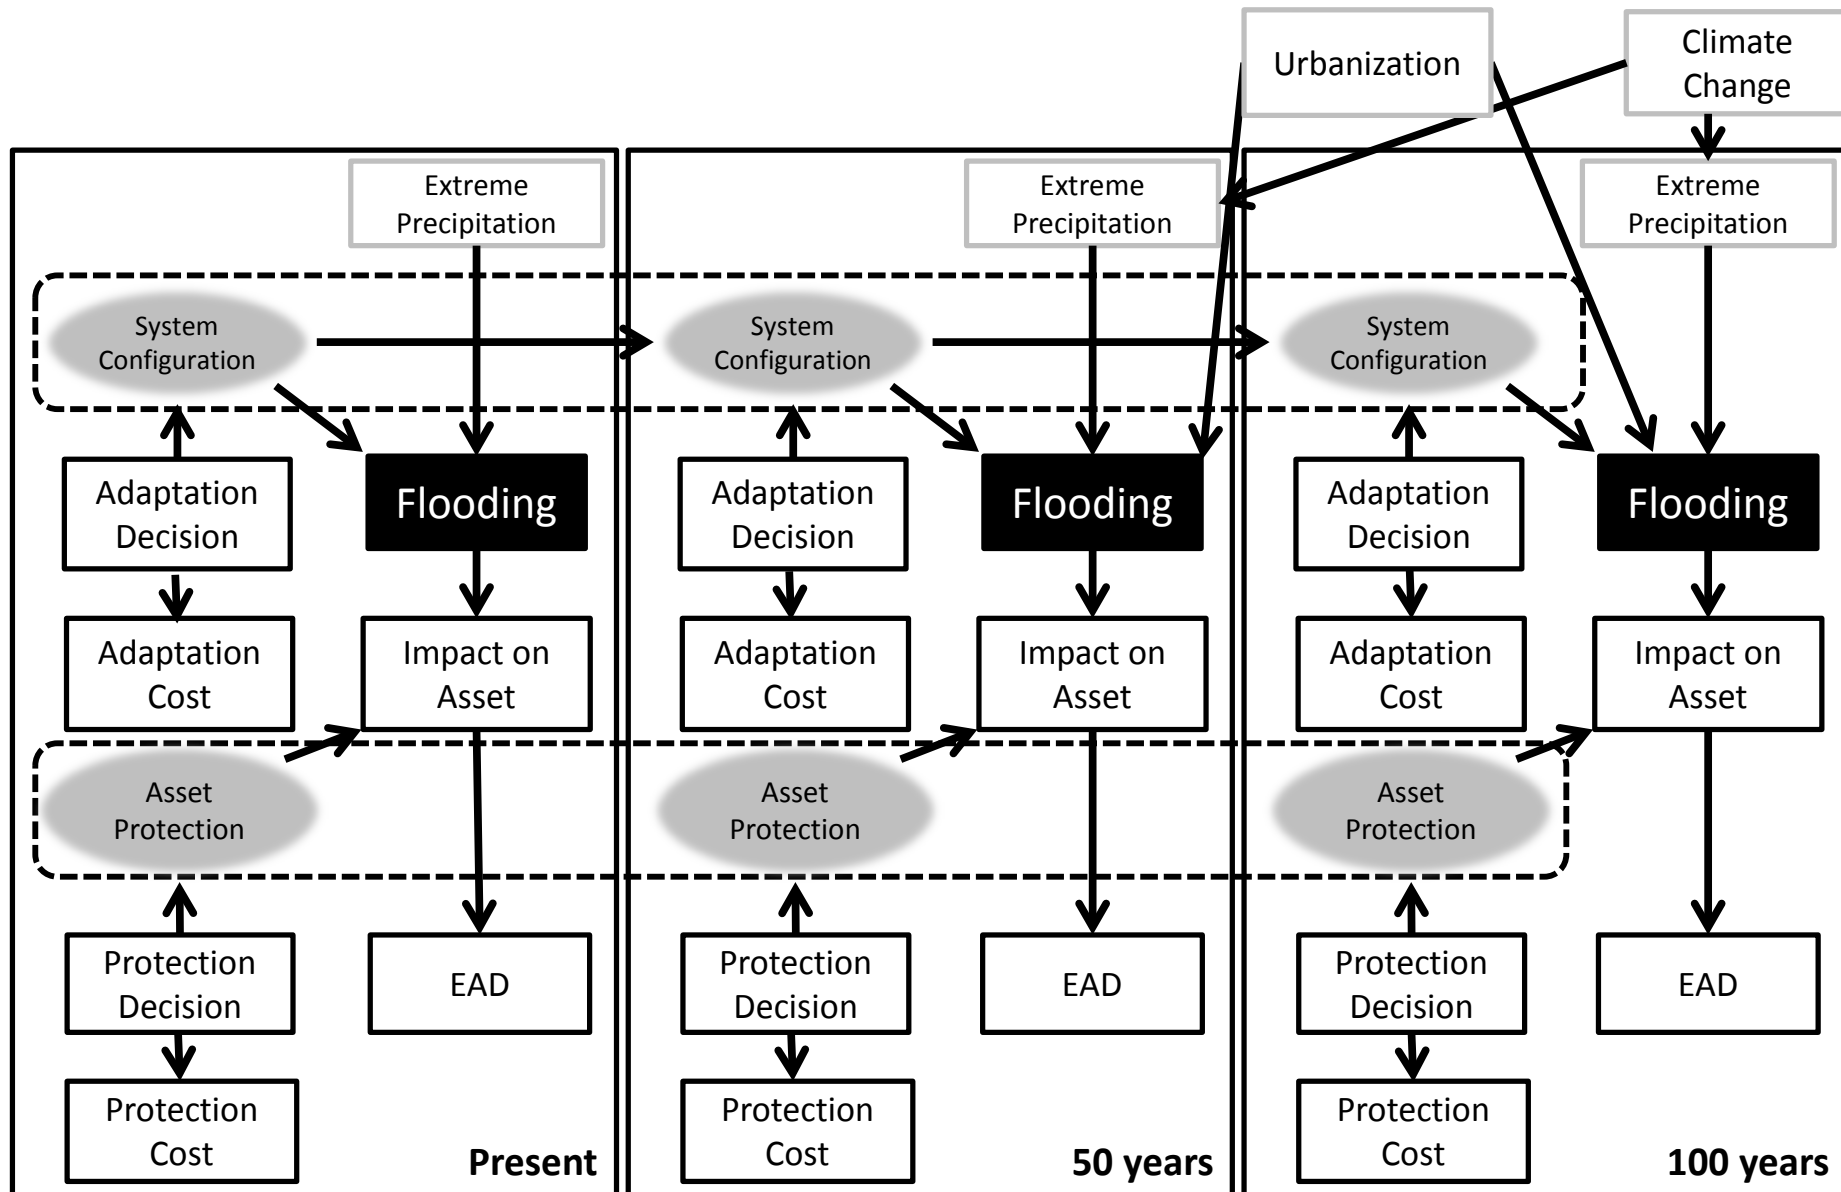 Urbanization
Climate
Change
Extreme
Precipitation
System
Configuration
Adaptation
Decision
Flooding
Adaptation
Cost
Impact on
Asset
Asset
Protection
Protection
Decision
EAD
Protection
Cost
Present
Extreme
Precipitation
System
Configuration
Adaptation
Decision
Flooding
Adaptation
Cost
Impact on
Asset
Asset
Protection
Protection
Decision
EAD
Protection
Cost
50 years
Extreme
Precipitation
System
Configuration
Adaptation
Decision
Flooding
Adaptation
Cost
Impact on
Asset
Asset
Protection
Protection
Decision
EAD
Protection
Cost
100 years